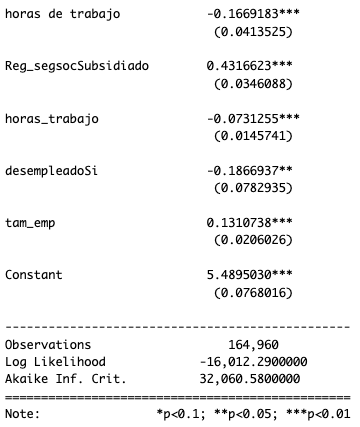 horas de trabajo -0.1669183***
(0.0413525)
Reg_segsocSubsidiado 0.4316623***
(0.0346088)
horas_trabajo -0.0731255***
(0.0145741)
desempleadoSi -0.1866937**
(0.0782935)
tam_emp 0.1310738***
(0.0206026)
Constant 5.4895030***
(0.0768016)
-------------------------------------------------
Observations 164,960
Log Likelihood -16,012.2900000
Akaike Inf. Crit. 32,060.5800000
=================================================
Note: *p<0.1; **p<0.05; ***p<0.01